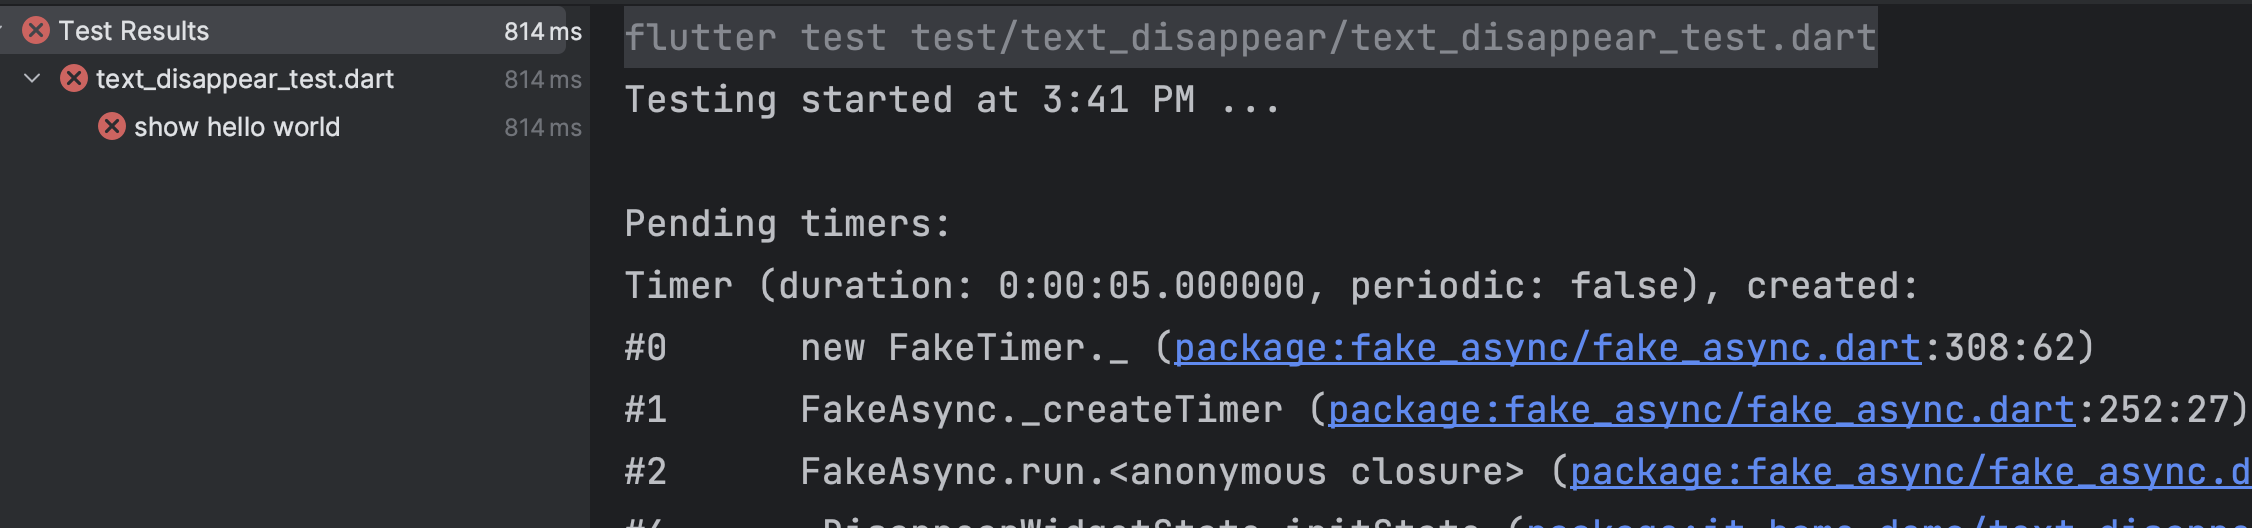 Test Results 814 ms
text_disappear_test.dart 814 ms
show hello world 814 ms
flutter test test/text_disappear/text_disappear_test.dart
Testing started at 3:41 PM ...
Pending timers:
Timer (duration: 0:00:05.000000, periodic: false), created:
#0 new FakeTimer._ (package:fake_async/fake_async.dart:308:62)
#1 FakeAsync._createTimer (package:fake_async/fake_async.dart:252:27)
#2 FakeAsync.run.<anonymous closure> (package:fake_async/fake_async.d